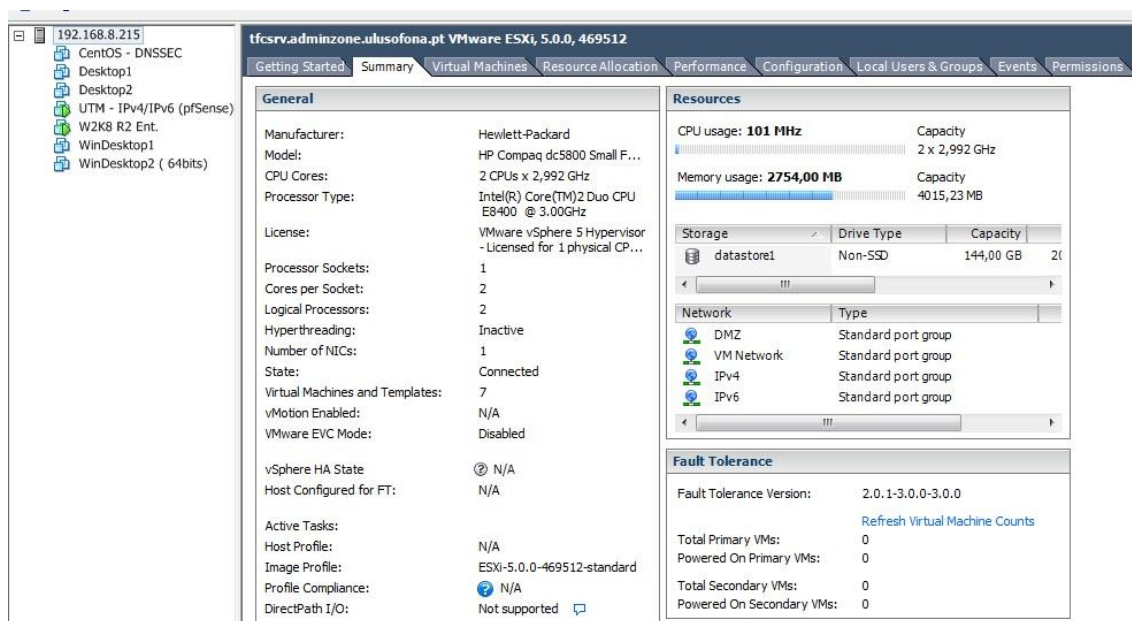 192.168.8.215
CentOS - DNSSEC
Desktop1
Desktop2
UTM - IPv4/IPv6 (pfSense)
W2K8 R2 Ent.
WinDesktop1
WinDesktop2 ( 64bits)
tfcsrv.adminzone.ulusofona.pt VMware ESXi, 5.0.0, 469512
Getting Started Summary Virtual Machines Resource Allocation Performance Configuration Local Users & Groups Events Permissions
General
Manufacturer: Hewlett-Packard
Model: HP Compaq dc5800 Small F...
CPU Cores: 2 CPUs x 2,992 GHz
Processor Type: Intel(R) Core(TM)2 Duo CPU
E8400 @ 3.00GHz
License: VMware vSphere 5 Hypervisor
- Licensed for 1 physical CP...
Processor Sockets: 1
Cores per Socket: 2
Logical Processors: 2
Hyperthreading: Inactive
Number of NICs: 1
State: Connected
Virtual Machines and Templates: 7
vMotion Enabled: N/A
VMware EVC Mode: Disabled
vSphere HA State N/A
Host Configured for FT: N/A
Active Tasks:
Host Profile: N/A
Image Profile: ESXi-5.0.0-469512-standard
Profile Compliance: N/A
DirectPath I/O: Not supported
Resources
CPU usage: 101 MHz Capacity
2 x 2,992 GHz
Memory usage: 2754,00 MB Capacity
4015,23 MB
Storage Drive Type Capacity
datastore1 Non-SSD 144,00 GB 20
Network Type
DMZ Standard port group
VM Network Standard port group
IPv4 Standard port group
IPv6 Standard port group
Fault Tolerance
Fault Tolerance Version: 2.0.1-3.0.0-3.0.0
Refresh Virtual Machine Counts
Total Primary VMs: 0
Powered On Primary VMs: 0
Total Secondary VMs: 0
Powered On Secondary VMs: 0